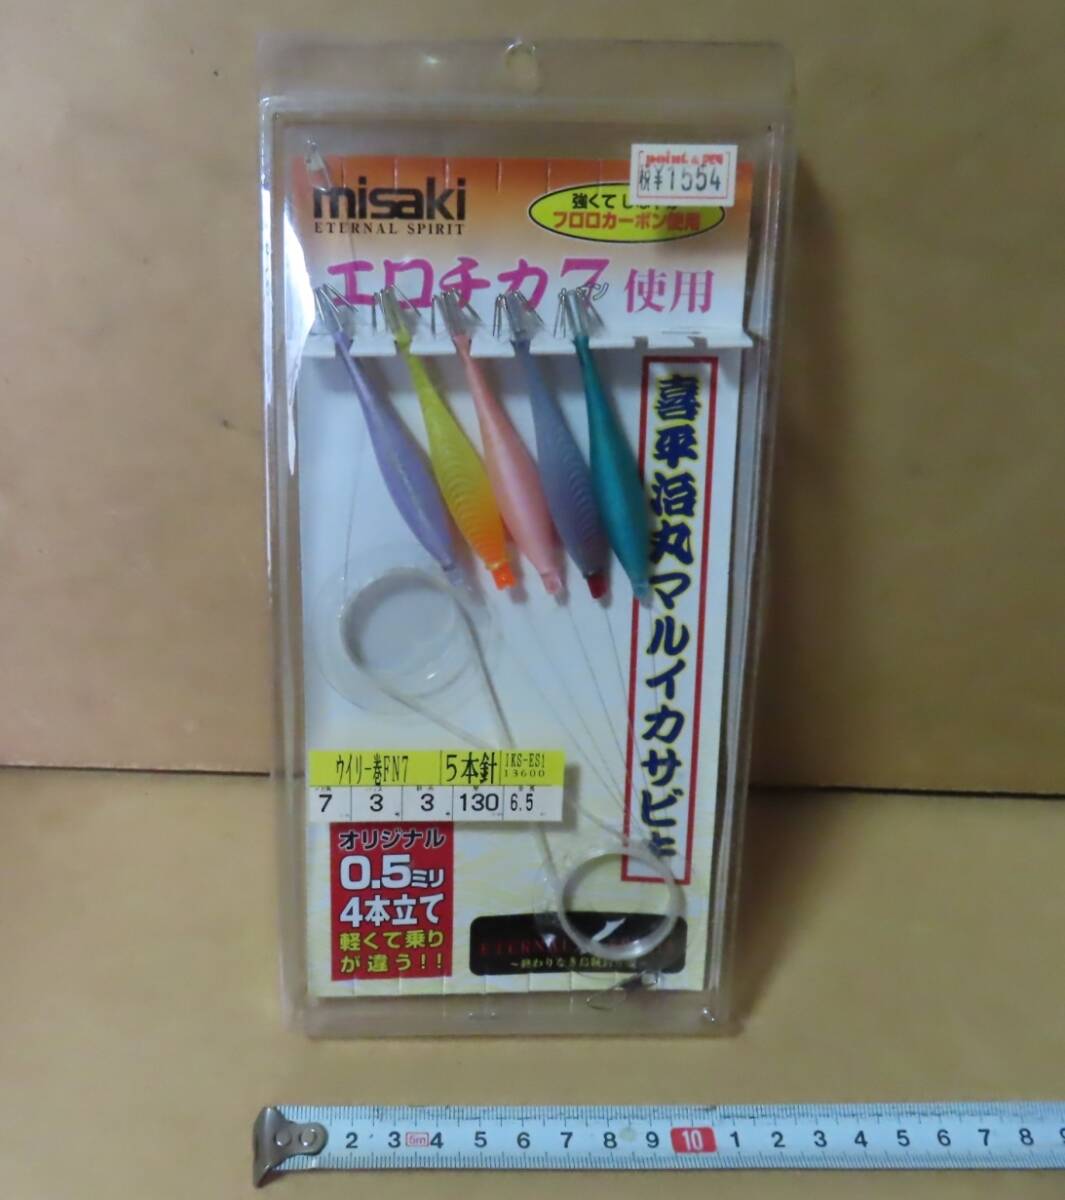 point &
税¥1554
misaki
ETERNAL SPIRIT
強くてし
フロロカーボン使用
エロチカ7 使用
喜平治丸マルイカサビキ
ウイリー巻FN7 5本針 IKS-ES1
13600
7 3 3 130 6.5
オリジナル
0.5ミリ
4本立て
軽くて乗り
が違う!!
ETERNAL
2 3 5m 4 5 6 7 8 9 10 1 2 3 4 5 6 7 8 9